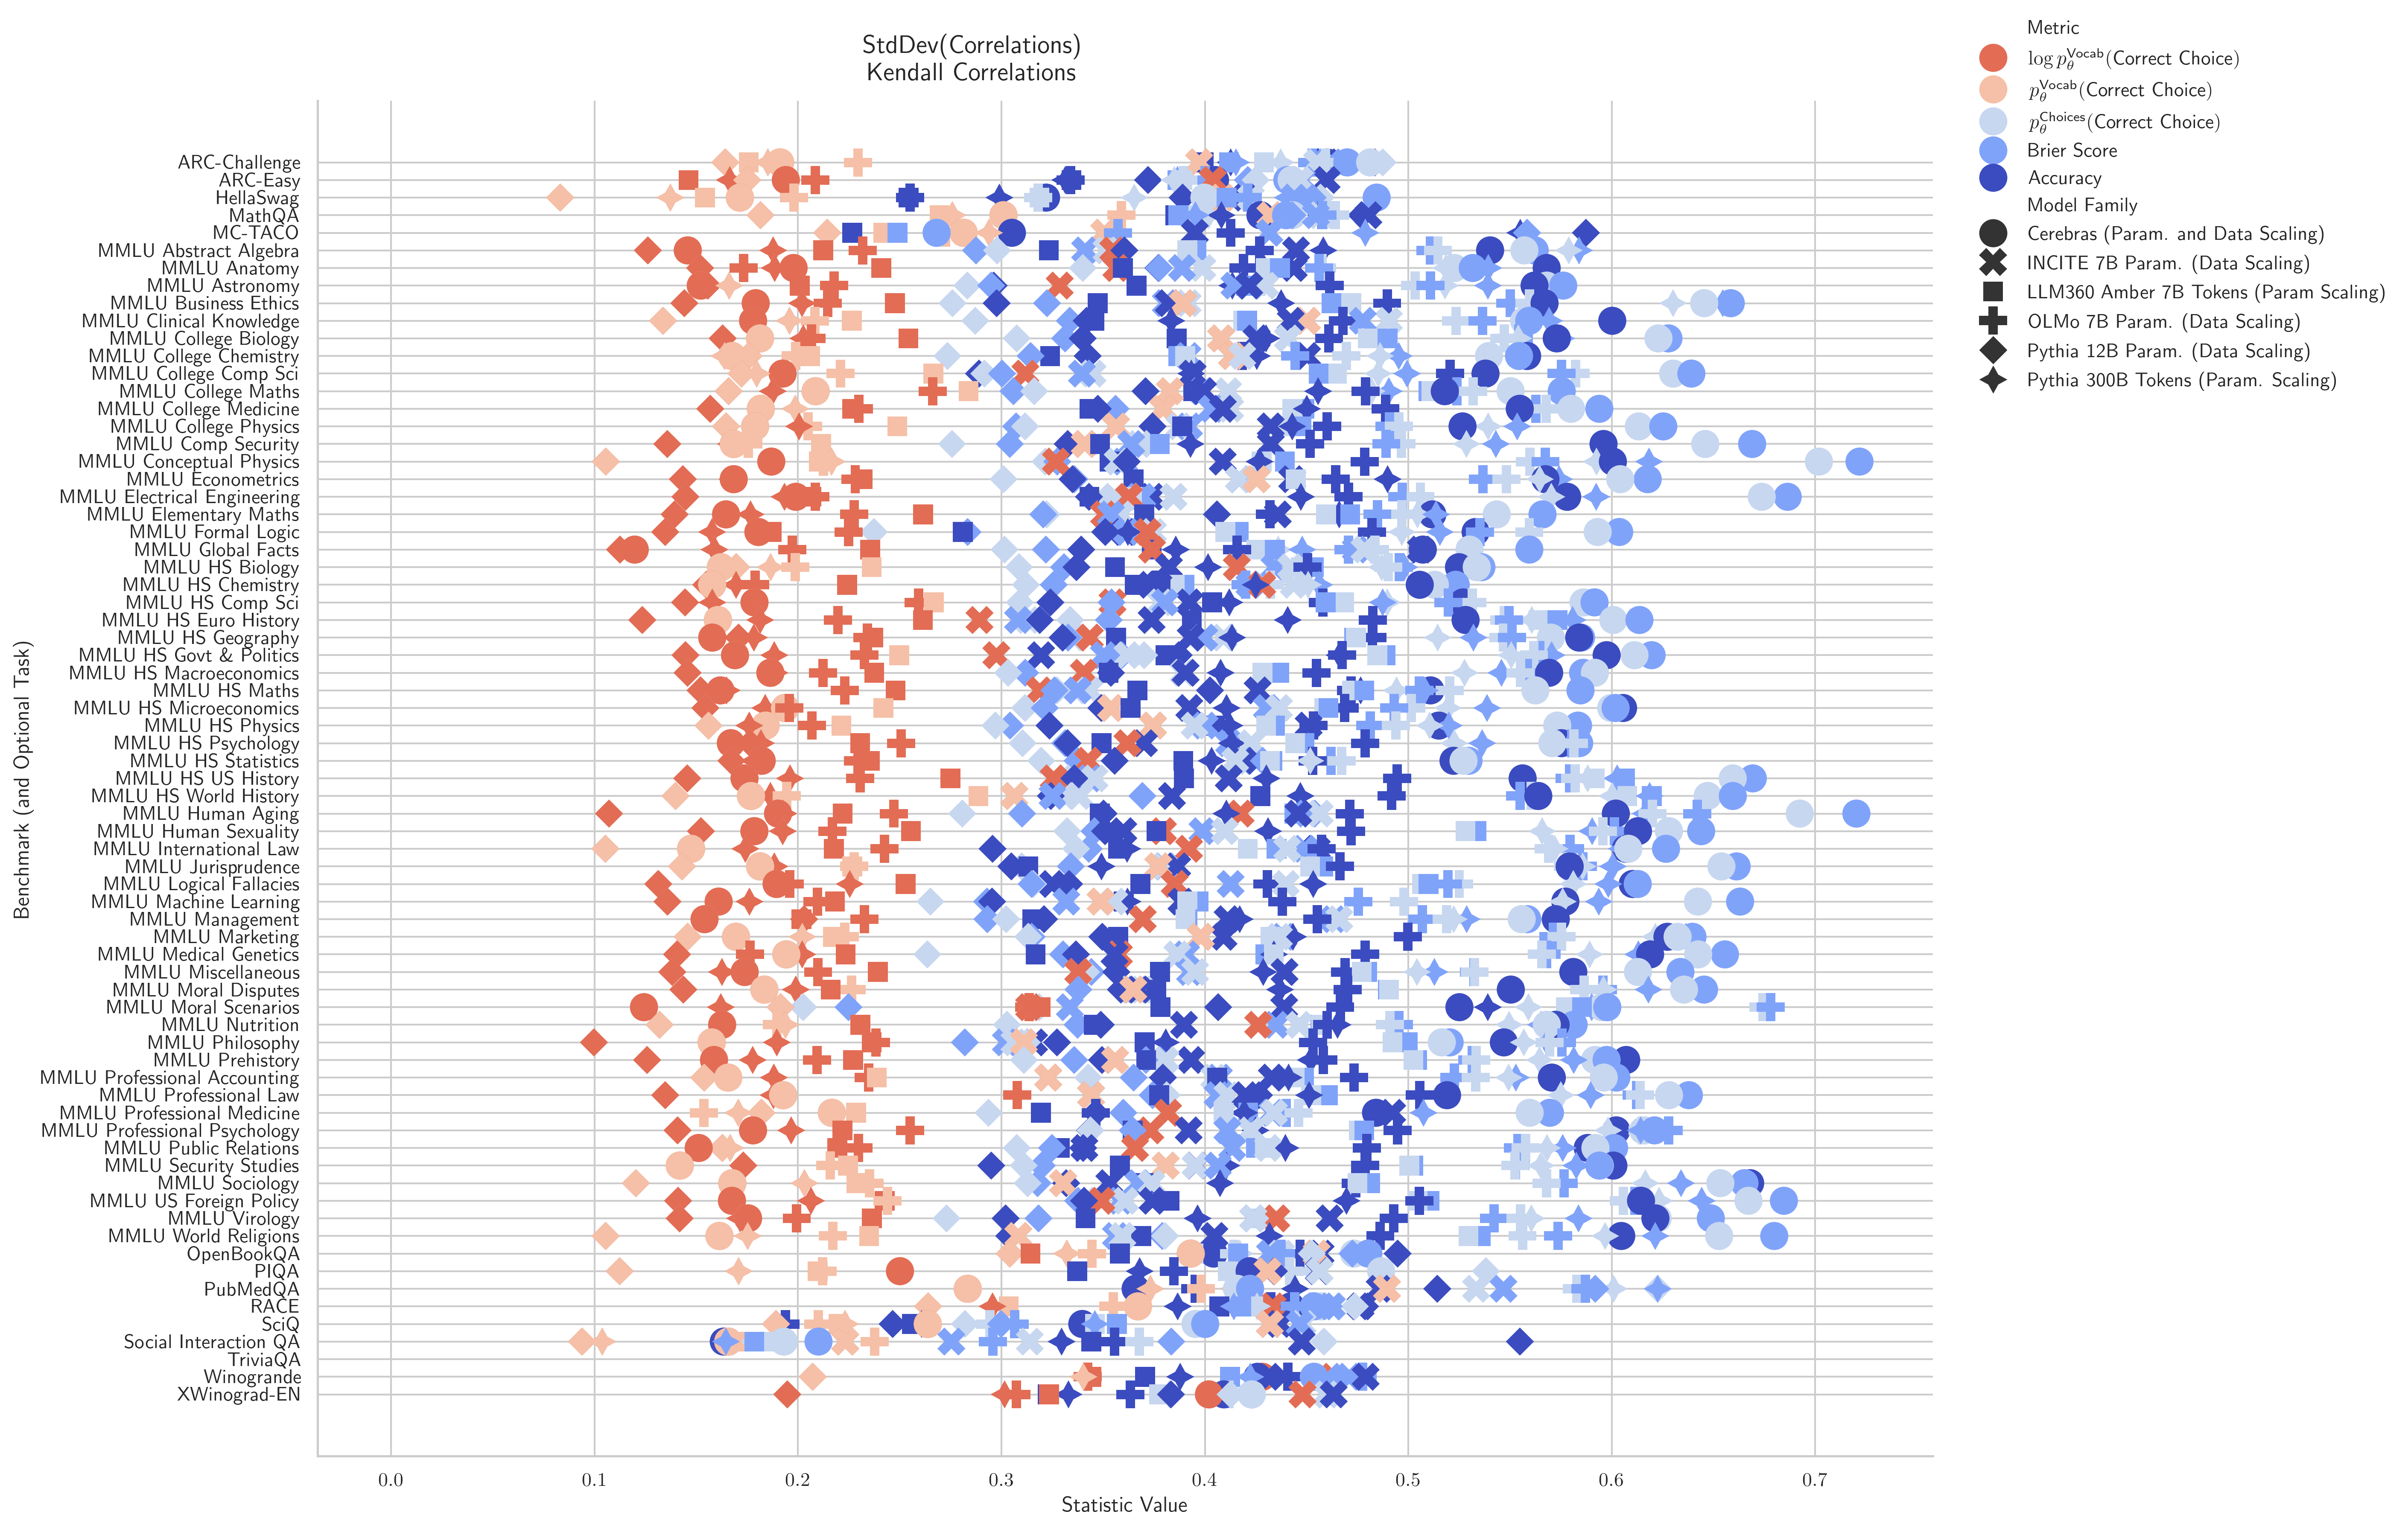 StdDev(Correlations)
Kendall Correlations
Metric
log p_θ^Vocab(Correct Choice)
p_θ^Vocab(Correct Choice)
p_θ^Choices(Correct Choice)
Brier Score
Accuracy
Model Family
Cerebras (Param. and Data Scaling)
INCITE 7B Param. (Data Scaling)
LLM360 Amber 7B Tokens (Param Scaling)
OLMo 7B Param. (Data Scaling)
Pythia 12B Param. (Data Scaling)
Pythia 300B Tokens (Param. Scaling)
Benchmark (and Optional Task)
ARC-Challenge
ARC-Easy
HellaSwag
MathQA
MC-TACO
MMLU Abstract Algebra
MMLU Anatomy
MMLU Astronomy
MMLU Business Ethics
MMLU Clinical Knowledge
MMLU College Biology
MMLU College Chemistry
MMLU College Comp Sci
MMLU College Maths
MMLU College Medicine
MMLU College Physics
MMLU Comp Security
MMLU Conceptual Physics
MMLU Econometrics
MMLU Electrical Engineering
MMLU Elementary Maths
MMLU Formal Logic
MMLU Global Facts
MMLU HS Biology
MMLU HS Chemistry
MMLU HS Comp Sci
MMLU HS Euro History
MMLU HS Geography
MMLU HS Govt & Politics
MMLU HS Macroeconomics
MMLU HS Maths
MMLU HS Microeconomics
MMLU HS Physics
MMLU HS Psychology
MMLU HS Statistics
MMLU HS US History
MMLU HS World History
MMLU Human Aging
MMLU Human Sexuality
MMLU International Law
MMLU Jurisprudence
MMLU Logical Fallacies
MMLU Machine Learning
MMLU Management
MMLU Marketing
MMLU Medical Genetics
MMLU Miscellaneous
MMLU Moral Disputes
MMLU Moral Scenarios
MMLU Nutrition
MMLU Philosophy
MMLU Prehistory
MMLU Professional Accounting
MMLU Professional Law
MMLU Professional Medicine
MMLU Professional Psychology
MMLU Public Relations
MMLU Security Studies
MMLU Sociology
MMLU US Foreign Policy
MMLU Virology
MMLU World Religions
OpenBookQA
PIQA
PubMedQA
RACE
SciQ
Social Interaction QA
TriviaQA
Winogrande
XWinograd-EN
0.0 0.1 0.2 0.3 0.4 0.5 0.6 0.7
Statistic Value